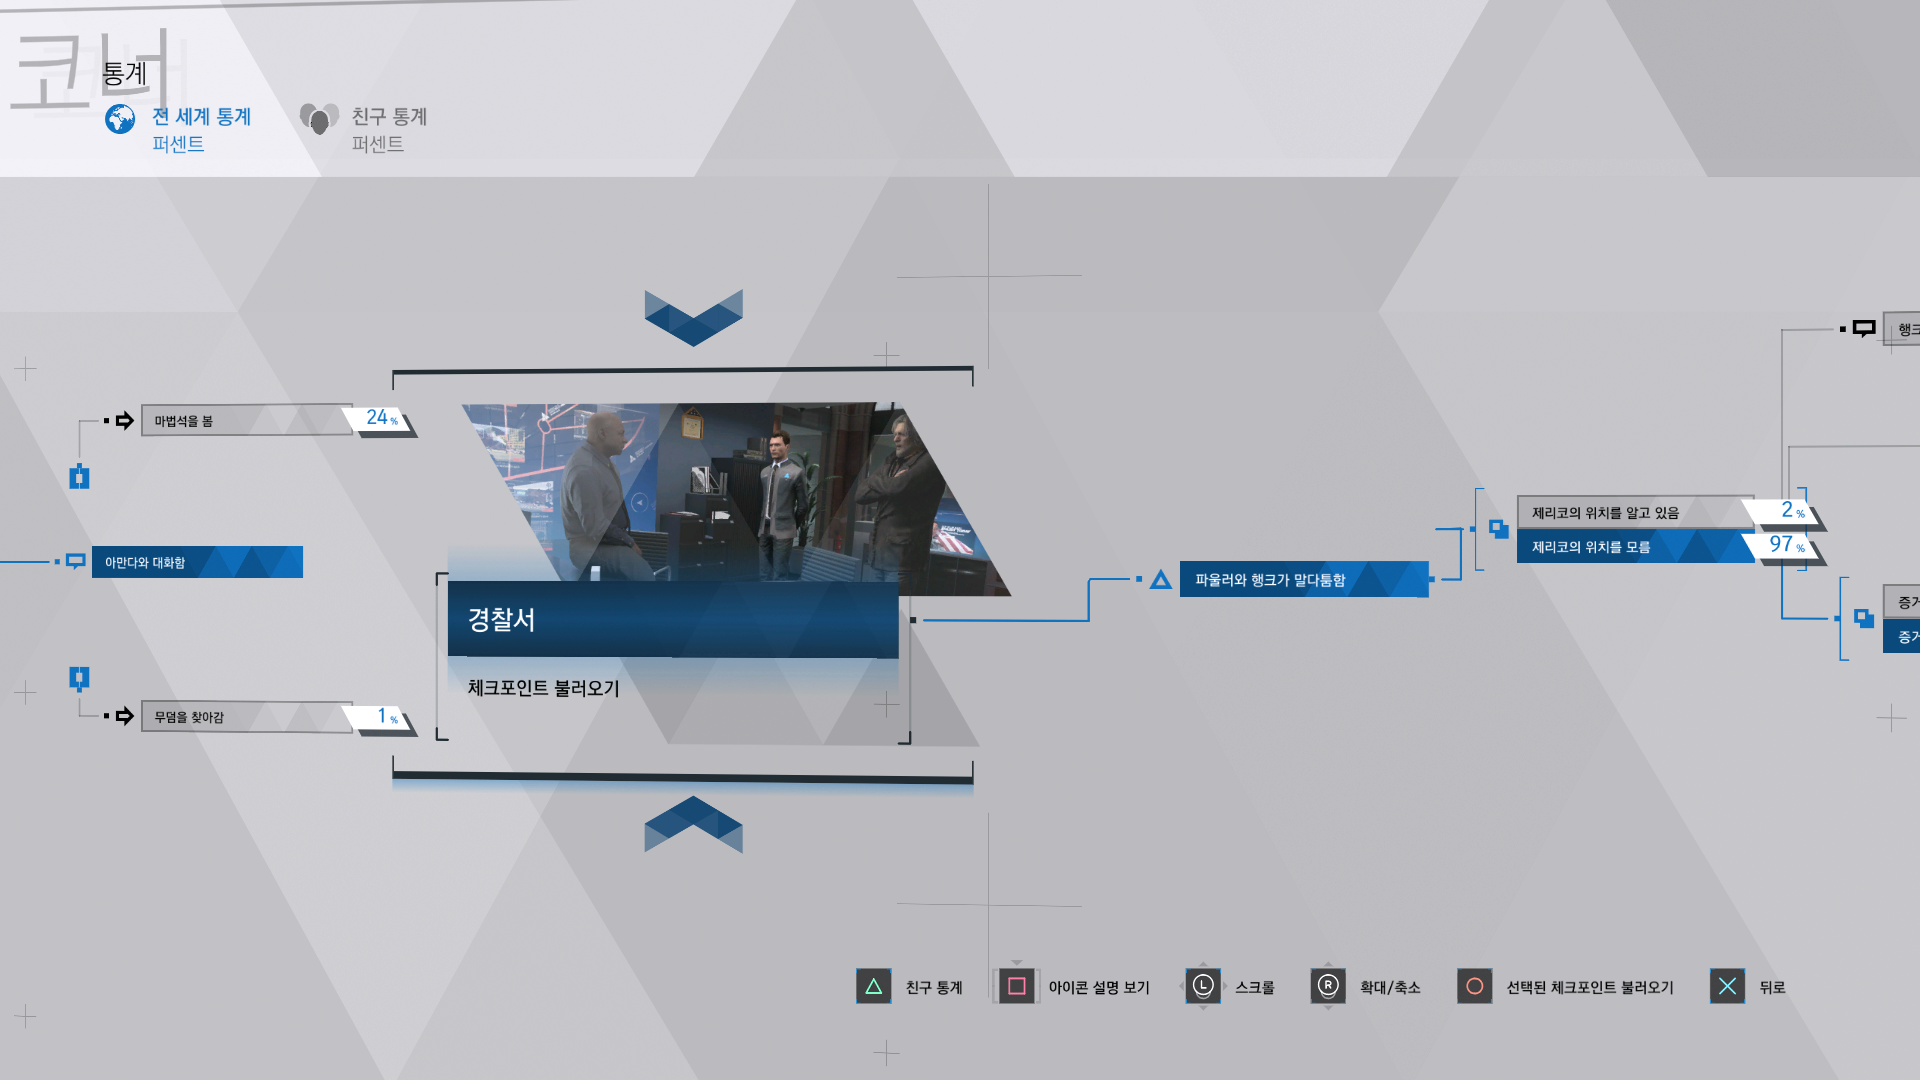 코너
통계
전 세계 통계
퍼센트
친구 통계
퍼센트
행크
마법석을 봄
24 %
아만다와 대화함
무덤을 찾아감
1 %
경찰서
체크포인트 불러오기
파울러와 행크가 말다툼함
제리코의 위치를 알고 있음
2 %
제리코의 위치를 모름
97 %
증거
증거
친구 통계
아이콘 설명 보기
L
스크롤
R
확대/축소
선택된 체크포인트 불러오기
뒤로